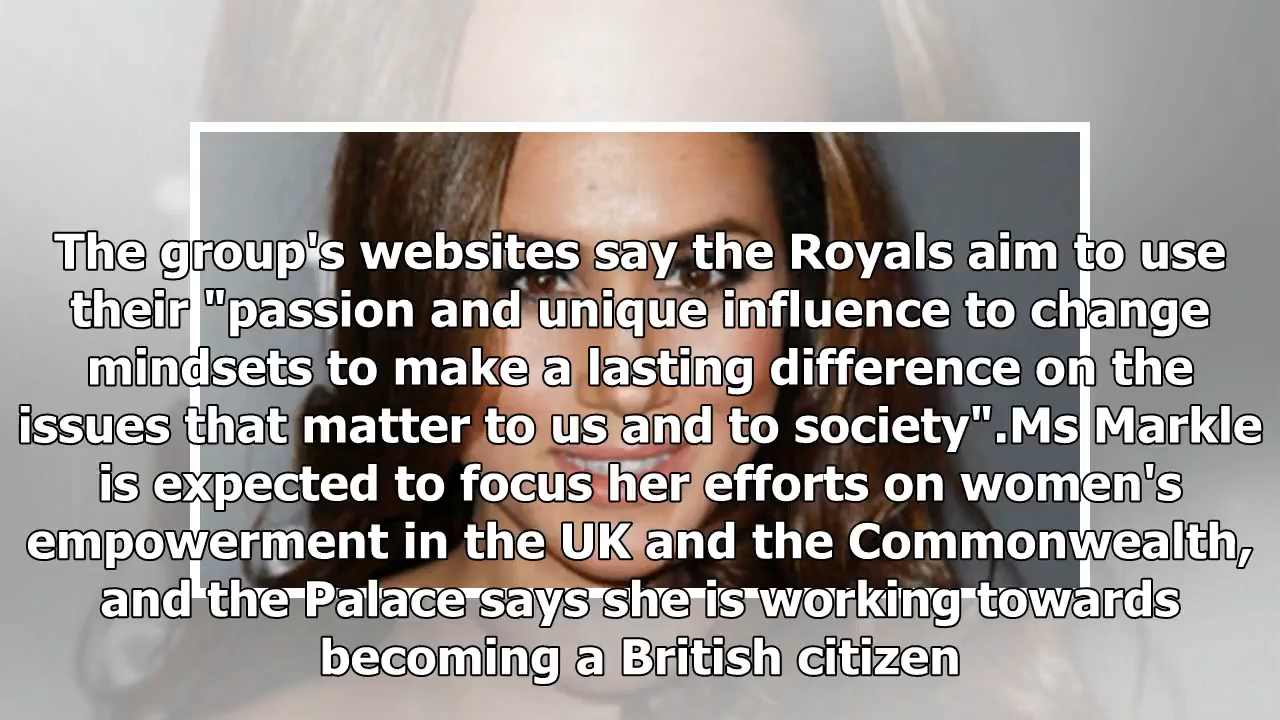 The group's websites say the Royals aim to use
their "passion and unique influence to change
mindsets to make a lasting difference on the
issues that matter to us and to society".Ms Markle
is expected to focus her efforts on women's
empowerment in the UK and the Commonwealth,
and the Palace says she is working towards
becoming a British citizen